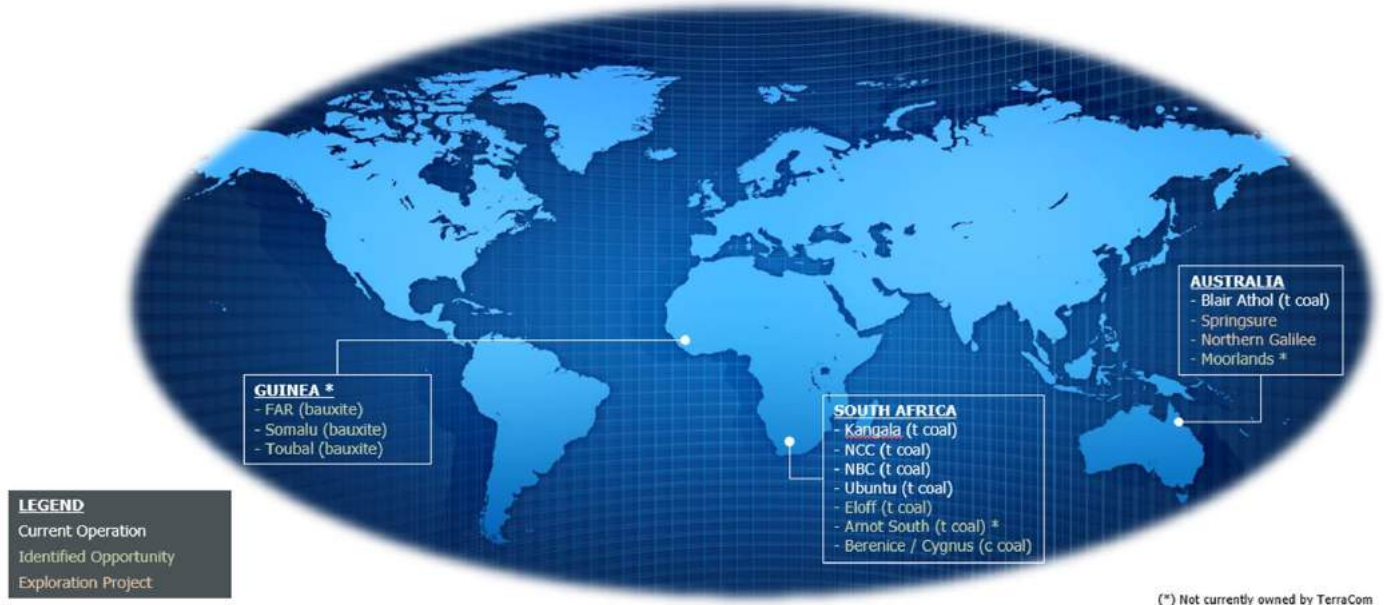 AUSTRALIA
- Blair Athol (t coal)
- Springsure
- Northern Galilee
- Moorlands *
GUINEA *
- FAR (bauxite)
- Somalu (bauxite)
- Toubal (bauxite)
SOUTH AFRICA
- Kangala (t coal)
- NCC (t coal)
- NBC (t coal)
- Ubuntu (t coal)
- Eloff (t coal)
- Arnot South (t coal) *
- Berenice / Cygnus (c coal)
LEGEND
Current Operation
Identified Opportunity
Exploration Project
(*) Not currently owned by TerraCom